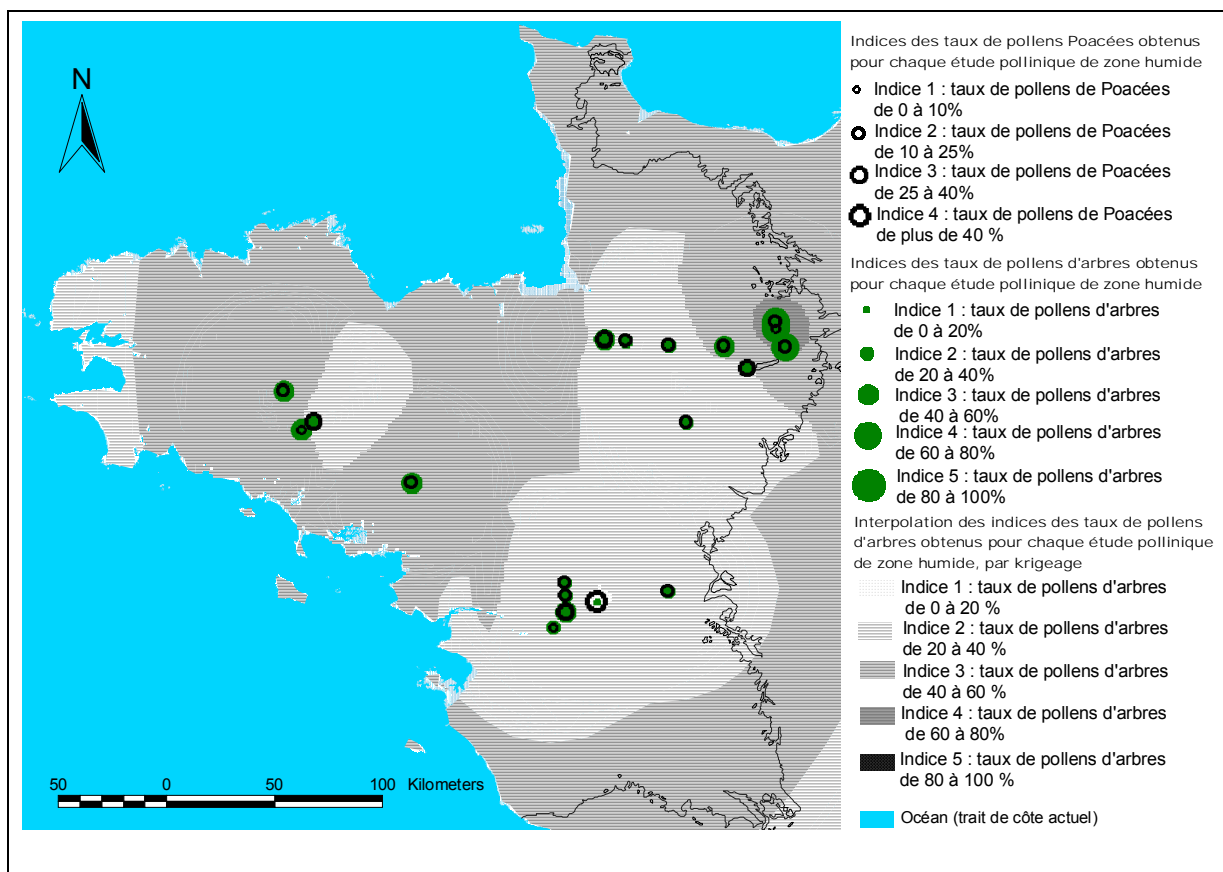 N
50
0
50
100
Kilometers
Indices des taux de pollens Poacées obtenus
pour chaque étude pollinique de zone humide
Indice 1 : taux de pollens de Poacées
de 0 à 10%
Indice 2 : taux de pollens de Poacées
de 10 à 25%
Indice 3 : taux de pollens de Poacées
de 25 à 40%
Indice 4 : taux de pollens de Poacées
de plus de 40 %
Indices des taux de pollens d'arbres obtenus
pour chaque étude pollinique de zone humide
Indice 1 : taux de pollens d'arbres
de 0 à 20%
Indice 2 : taux de pollens d'arbres
de 20 à 40%
Indice 3 : taux de pollens d'arbres
de 40 à 60%
Indice 4 : taux de pollens d'arbres
de 60 à 80%
Indice 5 : taux de pollens d'arbres
de 80 à 100%
Interpolation des indices des taux de pollens
d'arbres obtenus pour chaque étude pollinique
de zone humide, par krigeage
Indice 1 : taux de pollens d'arbres
de 0 à 20 %
Indice 2 : taux de pollens d'arbres
de 20 à 40%
Indice 3 : taux de pollens d'arbres
de 40 à 60 %
Indice 4 : taux de pollens d'arbres
de 60 à 80%
Indice 5 : taux de pollens d'arbres
de 80 à 100 %
Océan (trait de côte actuel)